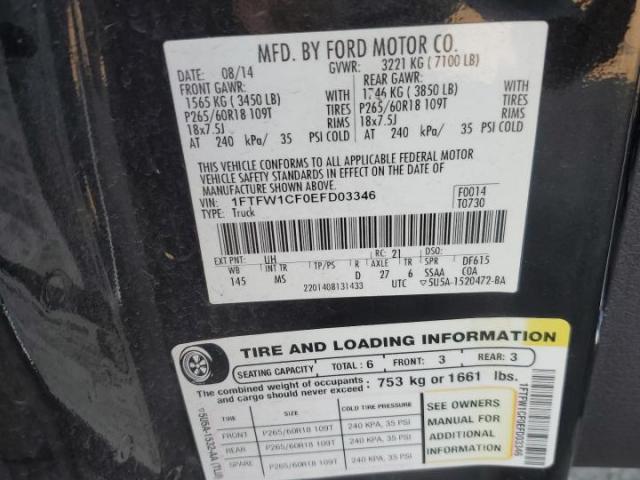 MFD. BY FORD MOTOR CO.
DATE: 08/14 GVWR: 3221 KG ( 7100 LB)
FRONT GAWR: REAR GAWR:
1565 KG ( 3450 LB) 1746 KG ( 3850 LB)
P265/60R18 109T TIRES P265/60R18 109T TIRES
18x7.5J RIMS 18x7.5J RIMS
AT 240 kPa/ 35 PSI COLD AT 240 kPa/ 35 PSI COLD
THIS VEHICLE CONFORMS TO ALL APPLICABLE FEDERAL MOTOR
VEHICLE SAFETY STANDARDS IN EFFECT ON THE DATE OF
MANUFACTURE SHOWN ABOVE.
VIN: 1FTFW1CF0EFD03346 F0014
TYPE: Truck T0730
EXT PNT: UH RC: 21 DSO:
WB INT TR TP/PS R AXLE TR SPR DF615
145 MS D 27 6 SSAA COA
2201408131433 UTC ▽5U5A-1520472-BA
TIRE AND LOADING INFORMATION
SEATING CAPACITY TOTAL: 6 FRONT: 3 REAR: 3
The combined weight of occupants and cargo should never exceed: 753 kg or 1661 lbs.
TIRE SIZE COLD TIRE PRESSURE
FRONT P265/60R18 109T 240 KPA, 35 PSI
REAR P265/60R18 109T 240 KPA, 35 PSI
SPARE P265/60R18 109T 240 KPA, 35 PSI
SEE OWNERS
MANUAL FOR
ADDITIONAL
INFORMATION
1FTFW1CF0EFD03346